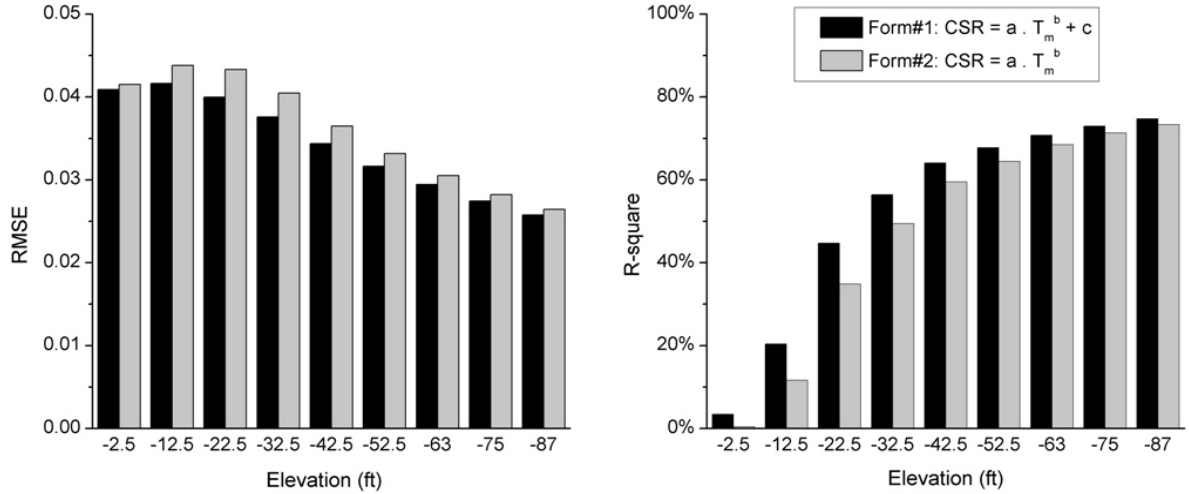 0.05
0.04
0.03
0.02
0.01
0.00
RMSE
-2.5 -12.5 -22.5 -32.5 -42.5 -52.5 -63 -75 -87
Elevation (ft)
100%
80%
60%
40%
20%
0%
R-square
Form#1: CSR = a . T_m^b + c
Form#2: CSR = a . T_m^b
-2.5 -12.5 -22.5 -32.5 -42.5 -52.5 -63 -75 -87
Elevation (ft)